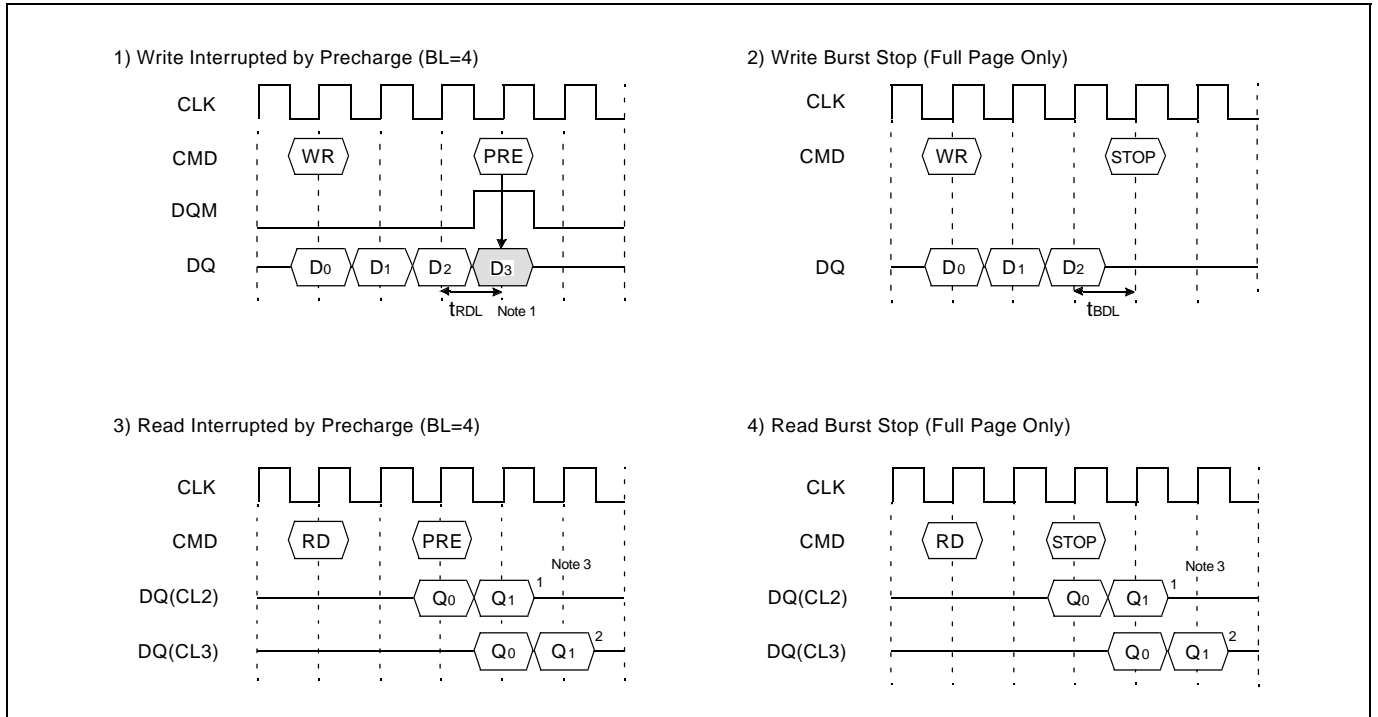 1) Write Interrupted by Precharge (BL=4)
CLK
CMD WR PRE
DQM
DQ D0 D1 D2 D3
tRDL Note 1
2) Write Burst Stop (Full Page Only)
CLK
CMD WR STOP
DQ D0 D1 D2
tBDL
3) Read Interrupted by Precharge (BL=4)
CLK
CMD RD PRE
Note 3
DQ(CL2) Q0 Q1 1
DQ(CL3) Q0 Q1 2
4) Read Burst Stop (Full Page Only)
CLK
CMD RD STOP
Note 3
DQ(CL2) Q0 Q1 1
DQ(CL3) Q0 Q1 2